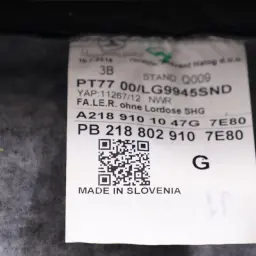 3B
STAND Q009
PT77 00/LG9945SND
YAP:11267/12 NWR
FA.LE.R. ohne Lordose SHG
A218 910 10 47G 7E80
PB 218 802 910 7E80
G
MADE IN SLOVENIA